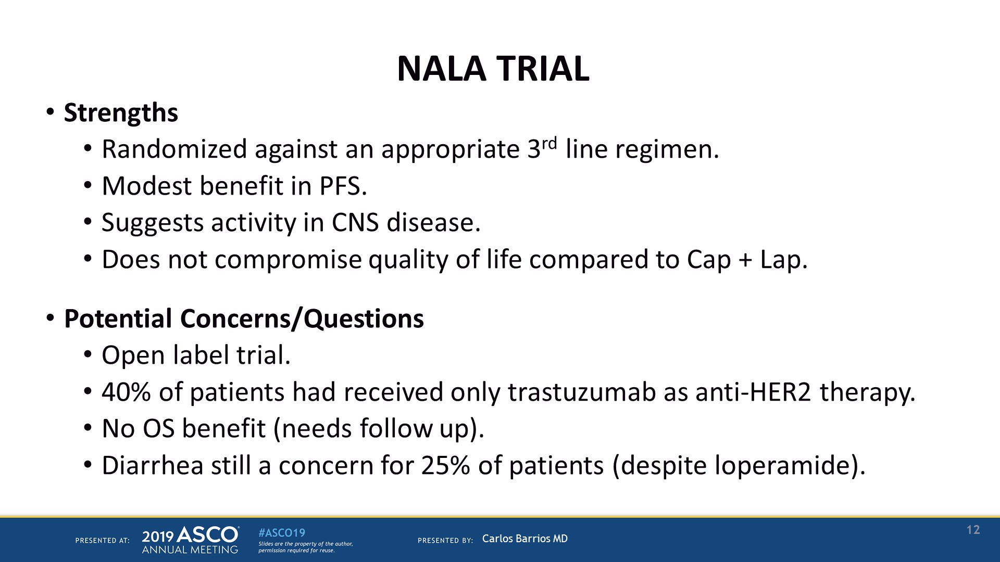 NALA TRIAL
• Strengths
• Randomized against an appropriate 3rd line regimen.
• Modest benefit in PFS.
• Suggests activity in CNS disease.
• Does not compromise quality of life compared to Cap + Lap.
• Potential Concerns/Questions
• Open label trial.
• 40% of patients had received only trastuzumab as anti-HER2 therapy.
• No OS benefit (needs follow up).
• Diarrhea still a concern for 25% of patients (despite loperamide).
PRESENTED AT:
2019 ASCO®
ANNUAL MEETING
#ASCO19
Slides are the property of the author,
permission required for reuse.
PRESENTED BY: Carlos Barrios MD
12